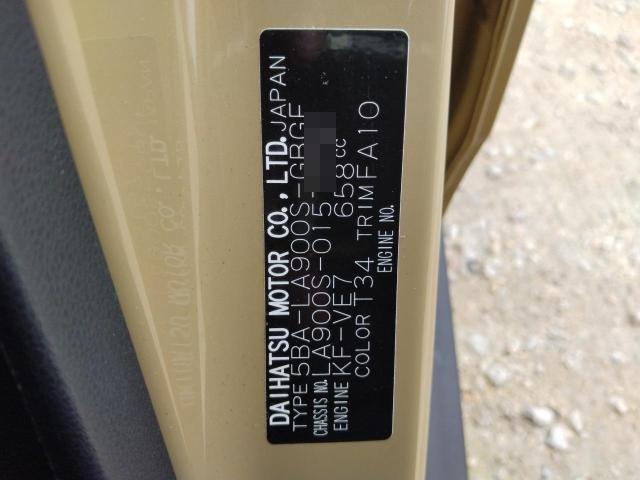 DAIHATSU MOTOR CO., LTD. JAPAN
TYPE 5BA-LA900S-GBGF
CHASSIS NO. LA900S-015
ENGINE KF-VE7 658cc
COLOR T34 TRIM FA10
ENGINE NO.